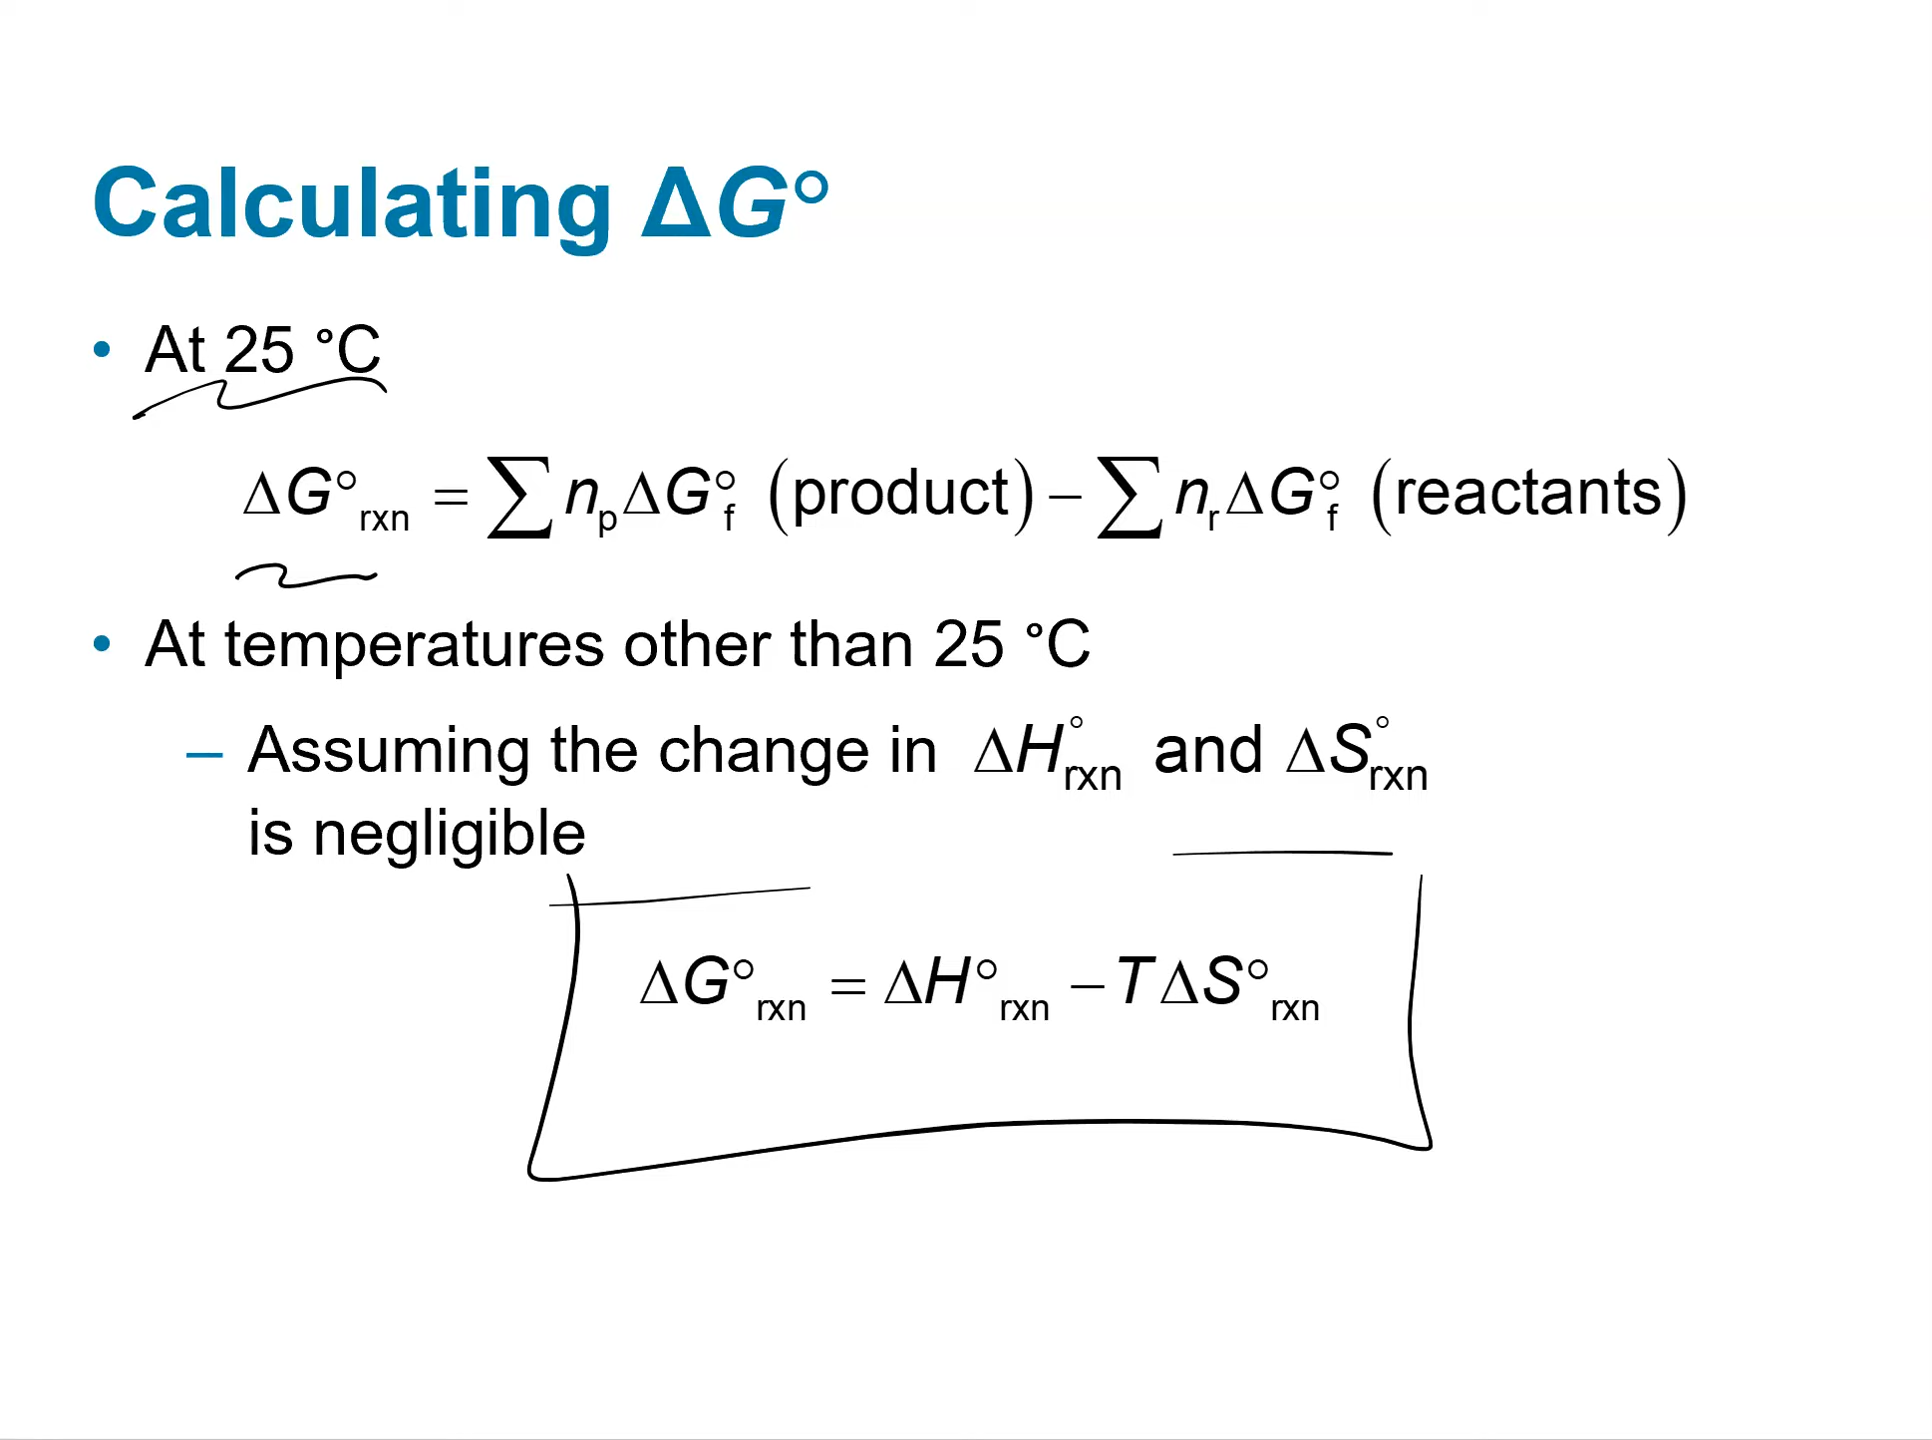 Calculating ΔG°
• At 25 °C
ΔG°rxn = ∑npΔG°f (product) – ∑nrΔG°f (reactants)
• At temperatures other than 25 °C
– Assuming the change in ΔH°rxn and ΔS°rxn
is negligible
ΔG°rxn = ΔH°rxn – TΔS°rxn